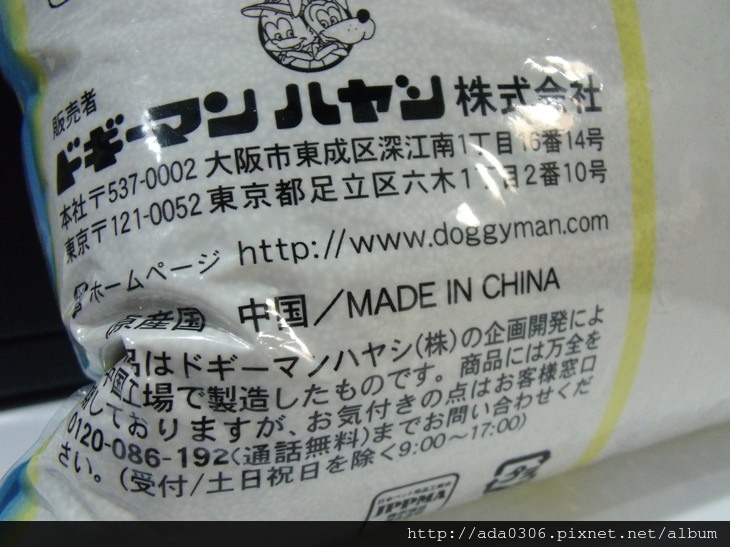 販売者
ドギーマンハヤシ株式会社
本社〒537-0002 大阪市東成区深江南1丁目16番14号
東京〒121-0052 東京都足立区六木1丁目2番10号
ホームページ http://www.doggyman.com
原産国 中国/MADE IN CHINA
品はドギーマンハヤシ(株)の企画開発によ
中国工場で製造したものです。商品には万全を
期しておりますが、お気付きの点はお客様窓口
0120-086-192(通話無料)までお問い合わせくだ
さい。(受付/土日祝日を除く9:00〜17:00)
JPPMA
http://ada0306.pixnet.net/album